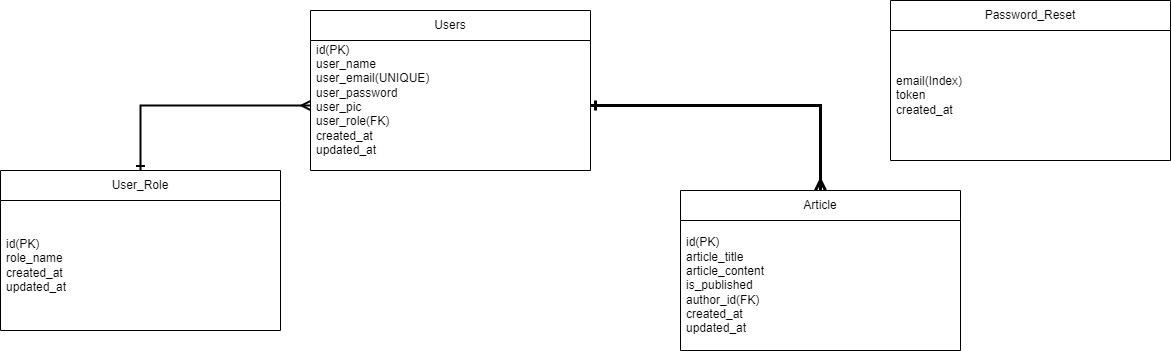 Users
id(PK)
user_name
user_email(UNIQUE)
user_password
user_pic
user_role(FK)
created_at
updated_at
Password_Reset
email(Index)
token
created_at
User_Role
id(PK)
role_name
created_at
updated_at
Article
id(PK)
article_title
article_content
is_published
author_id(FK)
created_at
updated_at